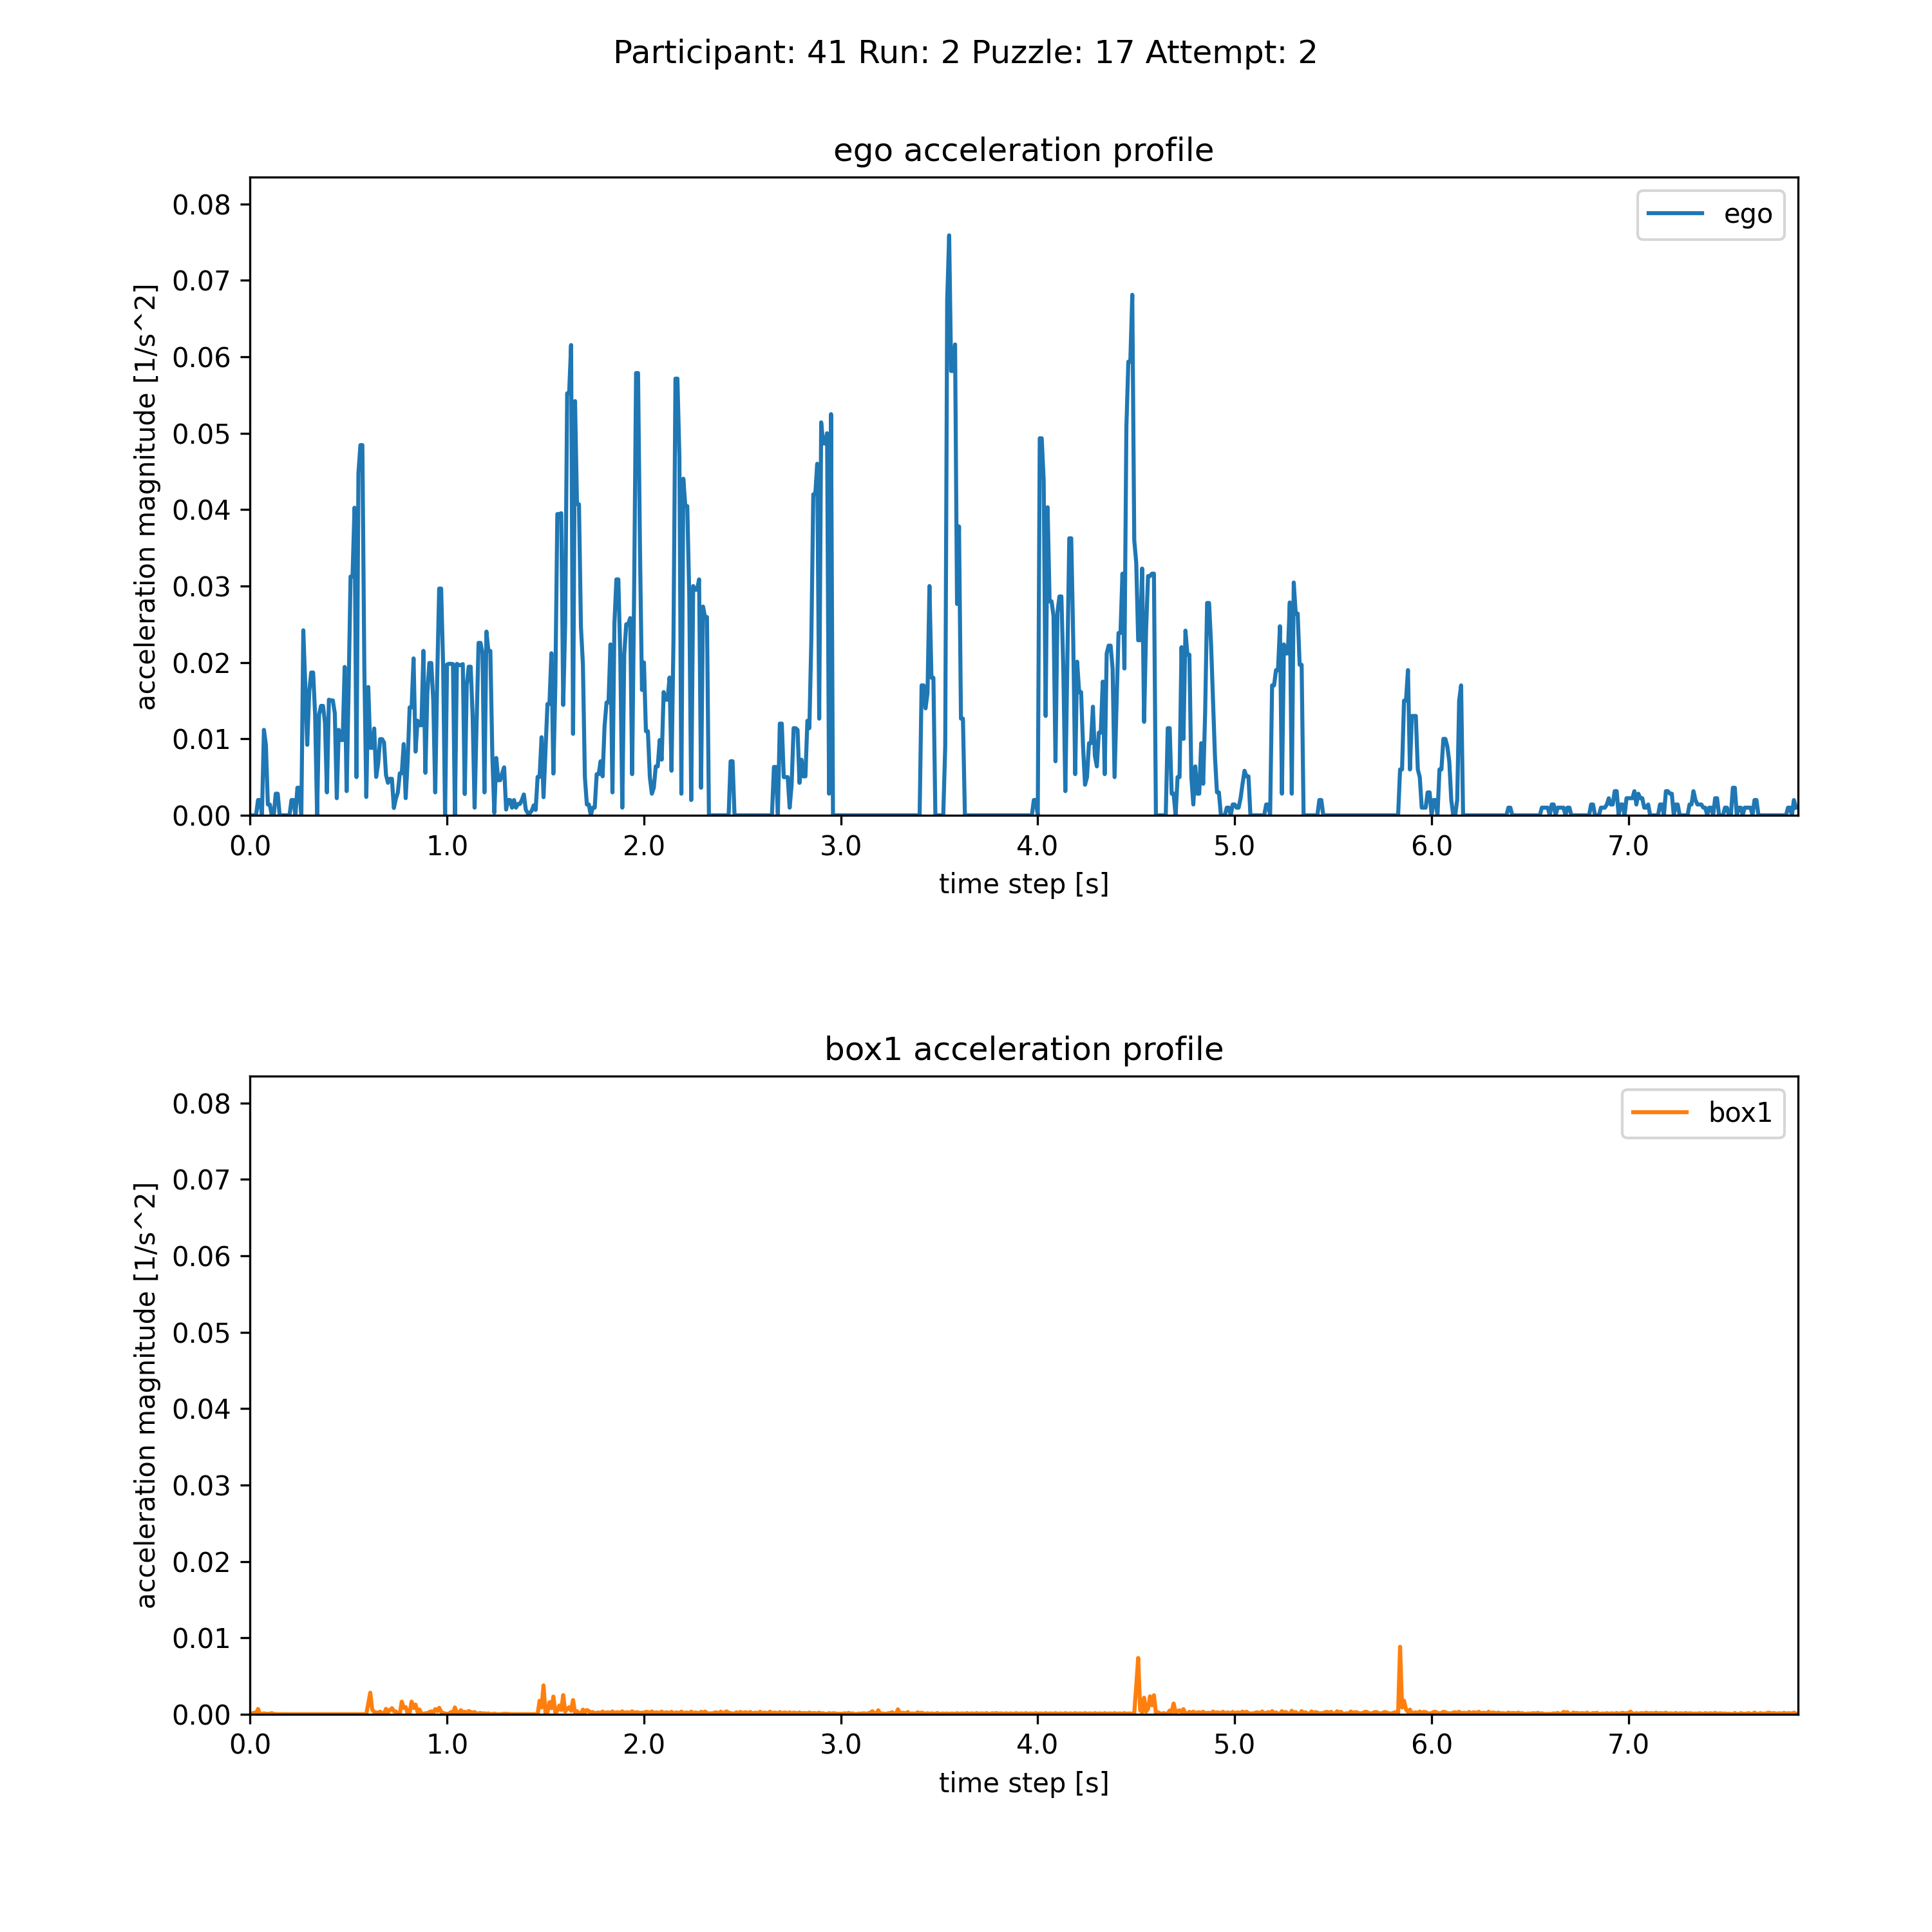 Participant: 41 Run: 2 Puzzle: 17 Attempt: 2
ego acceleration profile
ego
acceleration magnitude [1/s^2]
0.08
0.07
0.06
0.05
0.04
0.03
0.02
0.01
0.00
0.0 1.0 2.0 3.0 4.0 5.0 6.0 7.0
time step [s]
box1 acceleration profile
box1
acceleration magnitude [1/s^2]
0.08
0.07
0.06
0.05
0.04
0.03
0.02
0.01
0.00
0.0 1.0 2.0 3.0 4.0 5.0 6.0 7.0
time step [s]